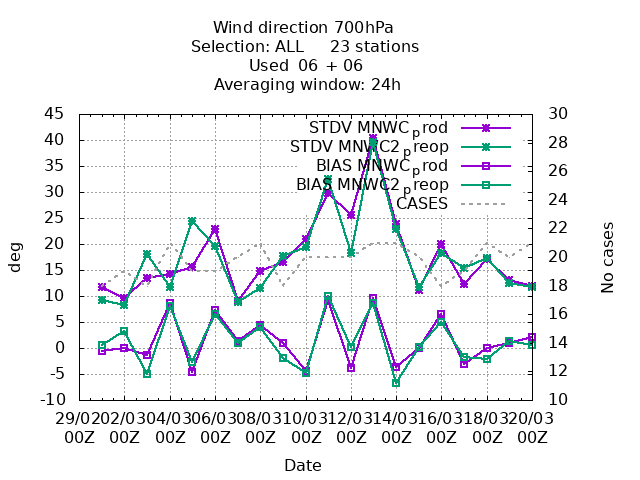 Wind direction 700hPa
Selection: ALL 23 stations
Used 06 + 06
Averaging window: 24h
STDV MNWCprod
STDV MNWC2preop
BIAS MNWCprod
BIAS MNWC2preop
CASES
45
40
35
30
25
20
15
10
5
0
-5
-10
deg
30
28
26
24
22
20
18
16
14
12
10
No cases
29/02 02/03 04/03 06/03 08/03 10/03 12/03 14/03 16/03 18/03 20/03
00Z 00Z 00Z 00Z 00Z 00Z 00Z 00Z 00Z 00Z 00Z
Date